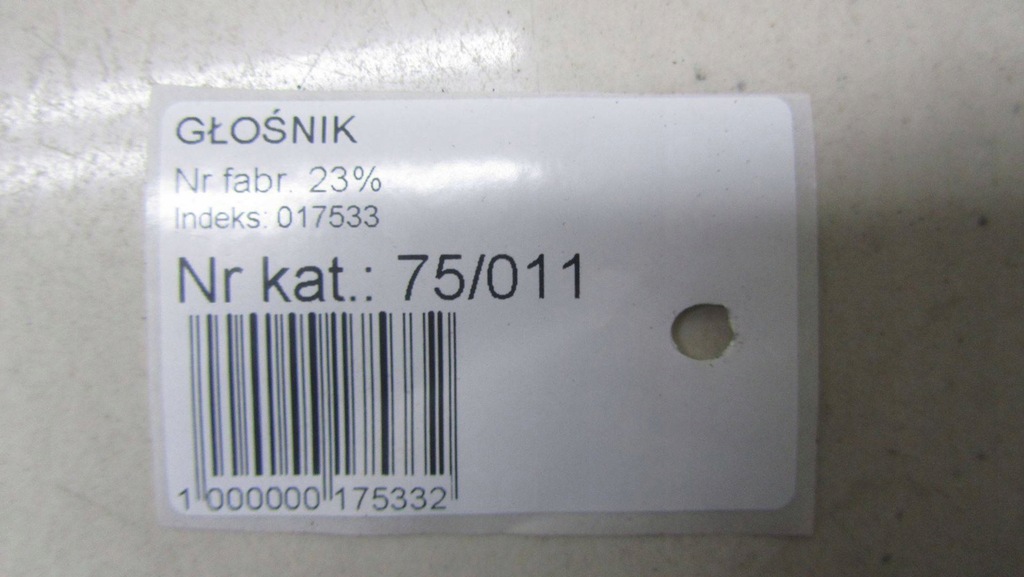 GŁOŚNIK
Nr fabr. 23%
Indeks: 017533
Nr kat.: 75/011
1 000000 175332